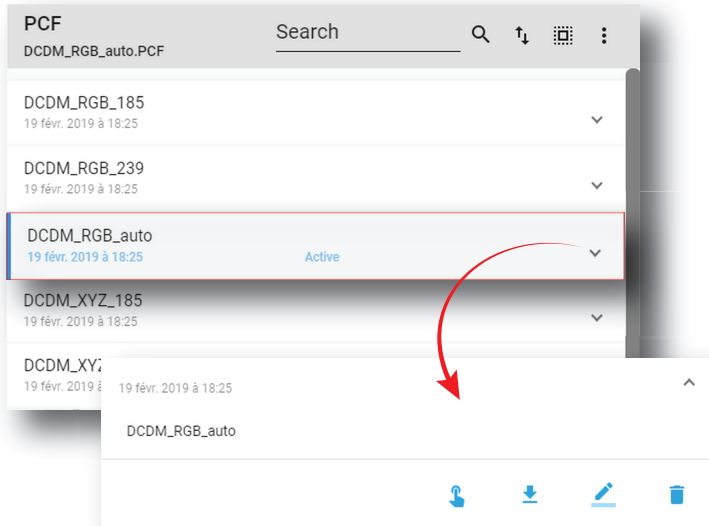 PCF
DCDM_RGB_auto.PCF
Search
DCDM_RGB_185
19 févr. 2019 à 18:25
DCDM_RGB_239
19 févr. 2019 à 18:25
DCDM_RGB_auto
19 févr. 2019 à 18:25 Active
DCDM_XYZ_185
19 févr. 2019 à 18:25
DCDM_XYZ
19 févr. 2019 à
19 févr. 2019 à 18:25
DCDM_RGB_auto